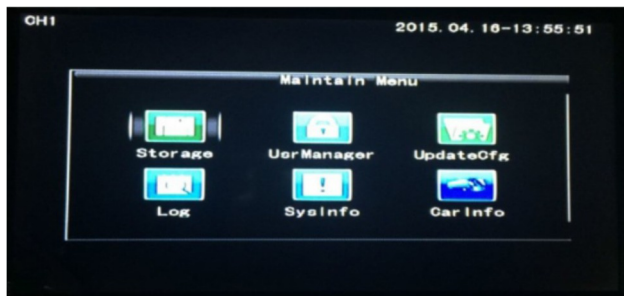 CH1
2015.04.16-13:55:51
Maintain Menu
Storage UsrManager UpdateCfg
Log SysInfo CarInfo